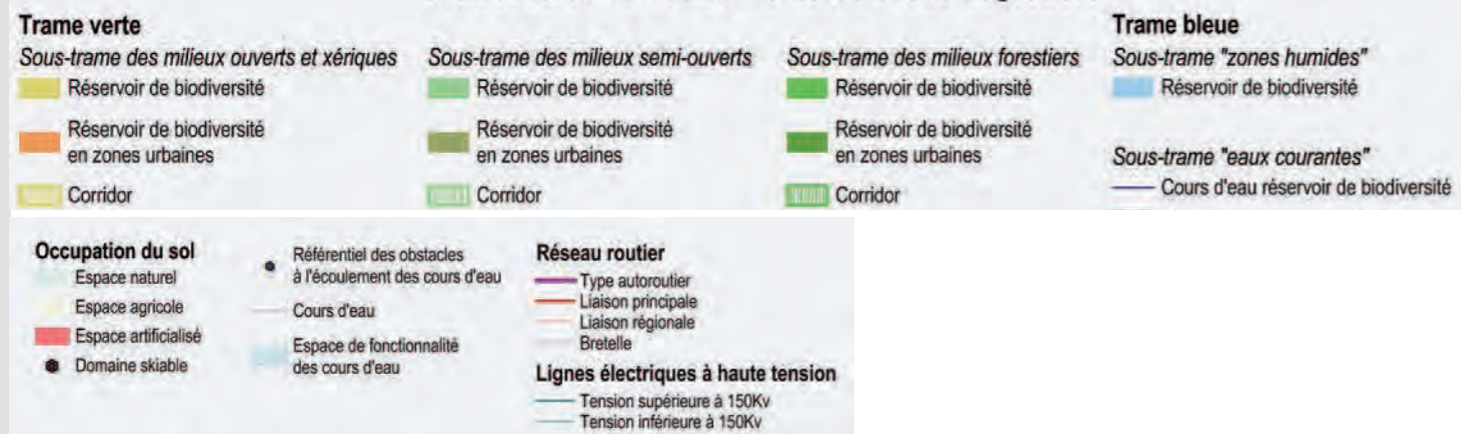 Trame verte
Sous-trame des milieux ouverts et xériques
Réservoir de biodiversité
Réservoir de biodiversité
en zones urbaines
Corridor
Sous-trame des milieux semi-ouverts
Réservoir de biodiversité
Réservoir de biodiversité
en zones urbaines
Corridor
Sous-trame des milieux forestiers
Réservoir de biodiversité
Réservoir de biodiversité
en zones urbaines
Corridor
Trame bleue
Sous-trame "zones humides"
Réservoir de biodiversité
Sous-trame "eaux courantes"
Cours d'eau réservoir de biodiversité
Occupation du sol
Espace naturel
Espace agricole
Espace artificialisé
Domaine skiable
Référentiel des obstacles
à l'écoulement des cours d'eau
Cours d'eau
Espace de fonctionnalité
des cours d'eau
Réseau routier
Type autoroutier
Liaison principale
Liaison régionale
Bretelle
Lignes électriques à haute tension
Tension supérieure à 150Kv
Tension inférieure à 150Kv